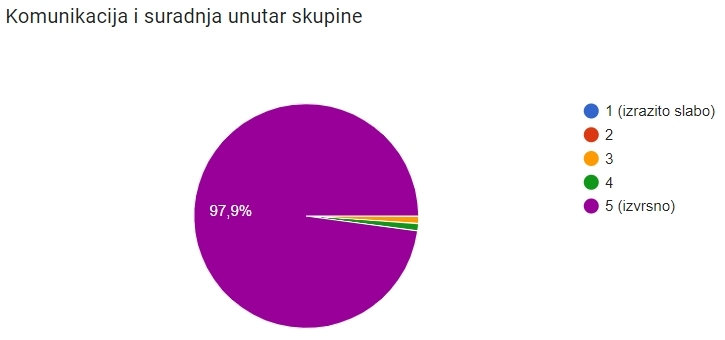 Komunikacija i suradnja unutar skupine
97,9%
1 (izrazito slabo)
2
3
4
5 (izvrsno)